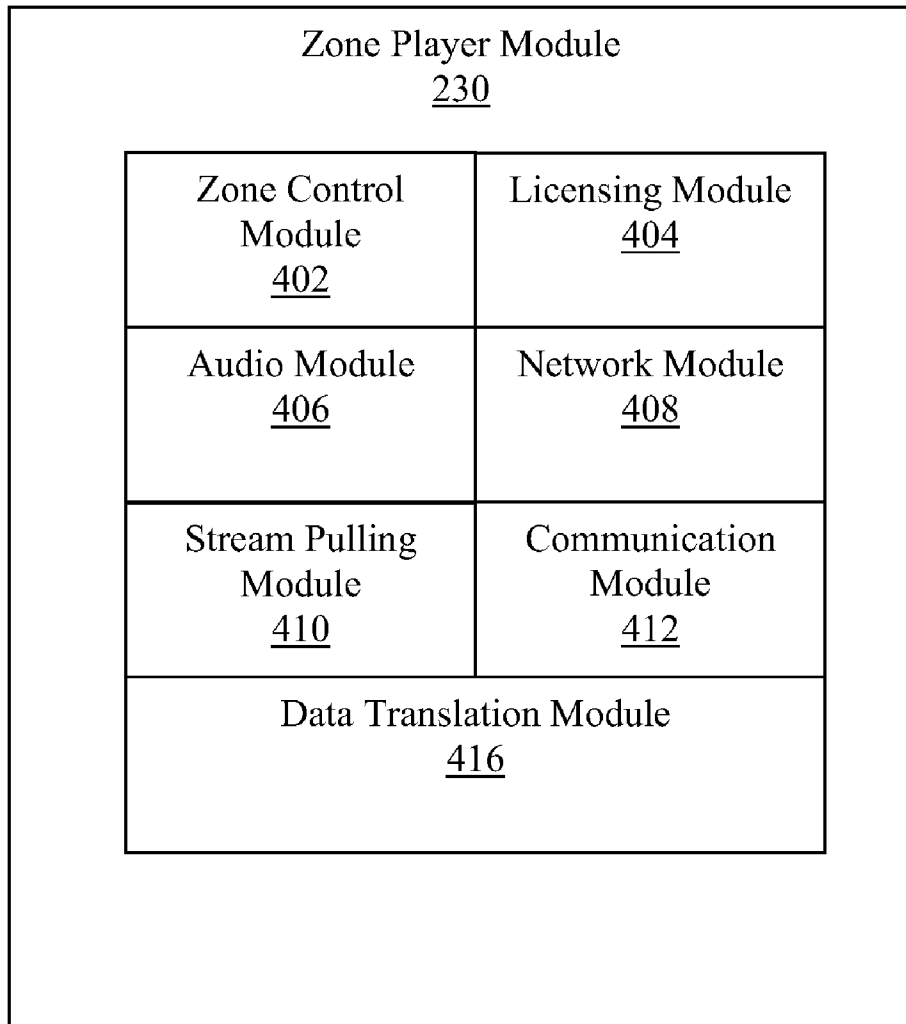 Zone Player Module
230
Zone Control
Module
402
Licensing Module
404
Audio Module
406
Network Module
408
Stream Pulling
Module
410
Communication
Module
412
Data Translation Module
416